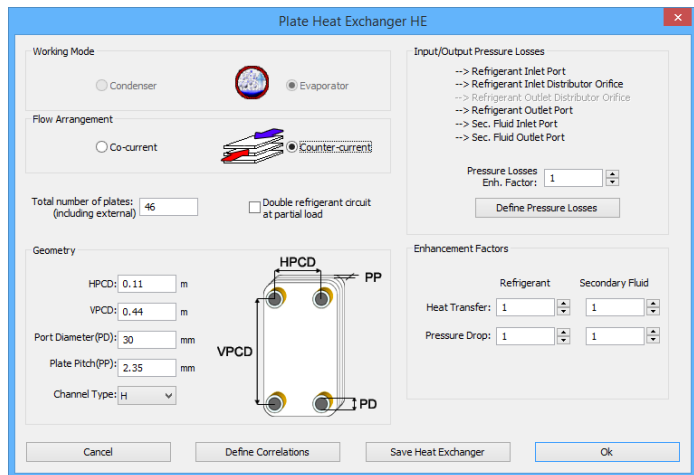 Plate Heat Exchanger HE
Working Mode
Condenser
Evaporator
Flow Arrangement
Co-current
Counter-current
Total number of plates:
(including external)
46
Double refrigerant circuit
at partial load
Geometry
HPCD: 0.11 m
VPCD: 0.44 m
Port Diameter(PD): 30 mm
Plate Pitch(PP): 2.35 mm
Channel Type: H
HPCD
PP
VPCD
PD
Input/Output Pressure Losses
--> Refrigerant Inlet Port
--> Refrigerant Inlet Distributor Orifice
--> Refrigerant Outlet Distributor Orifice
--> Refrigerant Outlet Port
--> Sec. Fluid Inlet Port
--> Sec. Fluid Outlet Port
Pressure Losses
Enh. Factor: 1
Define Pressure Losses
Enhancement Factors
Refrigerant Secondary Fluid
Heat Transfer: 1 1
Pressure Drop: 1 1
Cancel
Define Correlations
Save Heat Exchanger
Ok